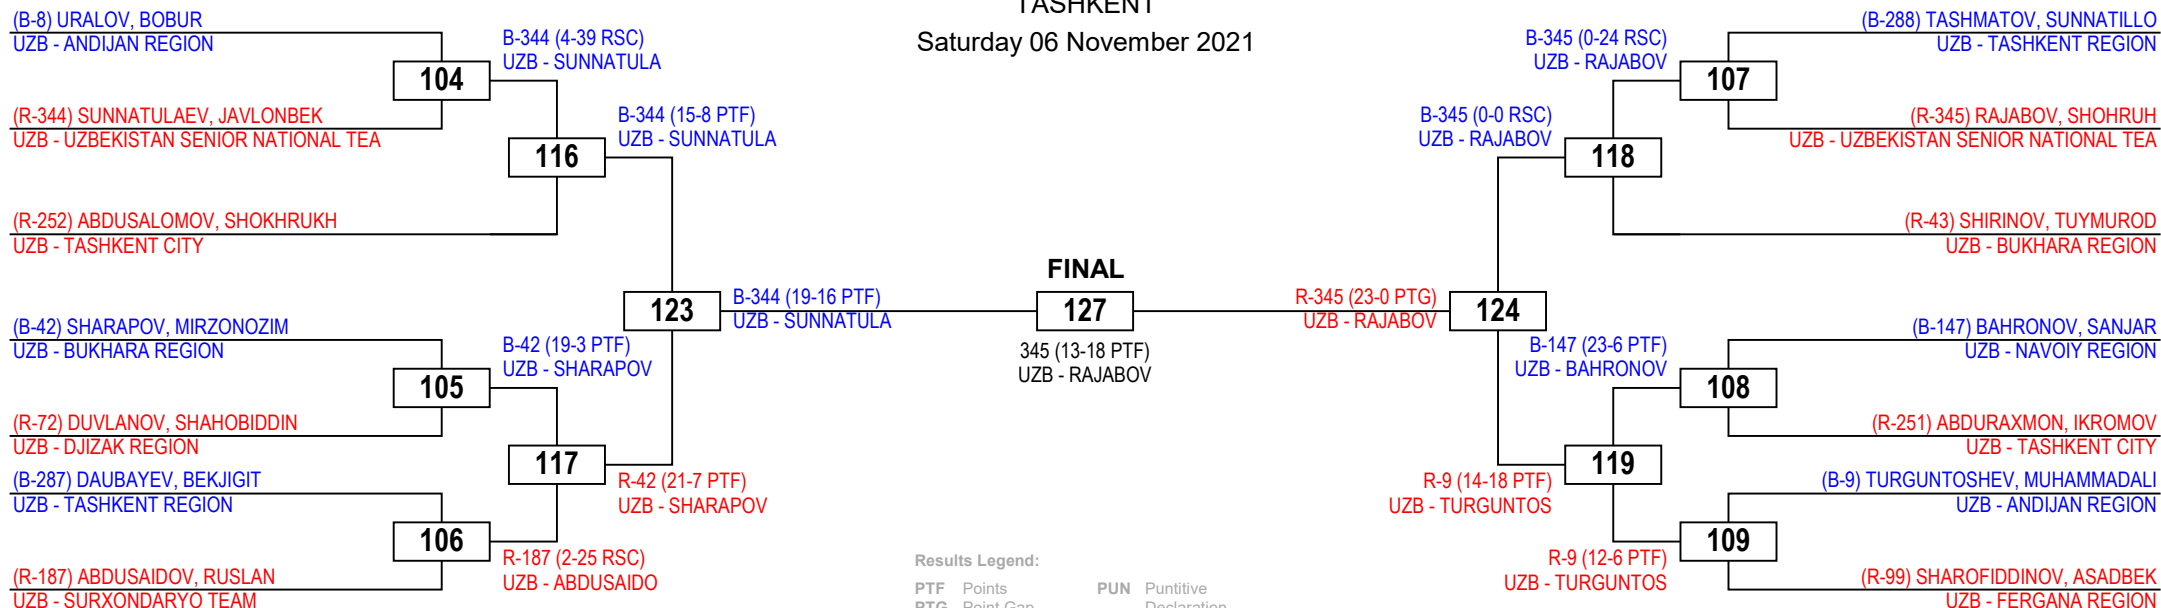 TASHKENT
Saturday 06 November 2021
(B-8) URALOV, BOBUR
UZB - ANDIJAN REGION
104
(R-344) SUNNATULAEV, JAVLONBEK
UZB - UZBEKISTAN SENIOR NATIONAL TEA
B-344 (4-39 RSC)
UZB - SUNNATULA
116
(R-252) ABDUSALOMOV, SHOKHRUKH
UZB - TASHKENT CITY
B-344 (15-8 PTF)
UZB - SUNNATULA
123
(B-42) SHARAPOV, MIRZONOZIM
UZB - BUKHARA REGION
105
(R-72) DUVLANOV, SHAHOBIDDIN
UZB - DJIZAK REGION
B-42 (19-3 PTF)
UZB - SHARAPOV
117
(B-287) DAUBAYEV, BEKJIGIT
UZB - TASHKENT REGION
106
(R-187) ABDUSAIDOV, RUSLAN
UZB - SURXONDARYO TEAM
R-187 (2-25 RSC)
UZB - ABDUSAIDO
R-42 (21-7 PTF)
UZB - SHARAPOV
B-344 (19-16 PTF)
UZB - SUNNATULA
FINAL
127
345 (13-18 PTF)
UZB - RAJABOV
R-345 (23-0 PTG)
UZB - RAJABOV
124
B-345 (0-0 RSC)
UZB - RAJABOV
118
B-345 (0-24 RSC)
UZB - RAJABOV
107
(B-288) TASHMATOV, SUNNATILLO
UZB - TASHKENT REGION
(R-345) RAJABOV, SHOHRUH
UZB - UZBEKISTAN SENIOR NATIONAL TEA
(R-43) SHIRINOV, TUYMUROD
UZB - BUKHARA REGION
B-147 (23-6 PTF)
UZB - BAHRONOV
108
(B-147) BAHRONOV, SANJAR
UZB - NAVOIY REGION
(R-251) ABDURAXMON, IKROMOV
UZB - TASHKENT CITY
R-9 (14-18 PTF)
UZB - TURGUNTOS
119
(B-9) TURGUNTOSHEV, MUHAMMADALI
UZB - ANDIJAN REGION
109
R-9 (12-6 PTF)
UZB - TURGUNTOS
(R-99) SHAROFIDDINOV, ASADBEK
UZB - FERGANA REGION
Results Legend:
PTF Points PUN Puntitive
PTG Point Gap Declaration